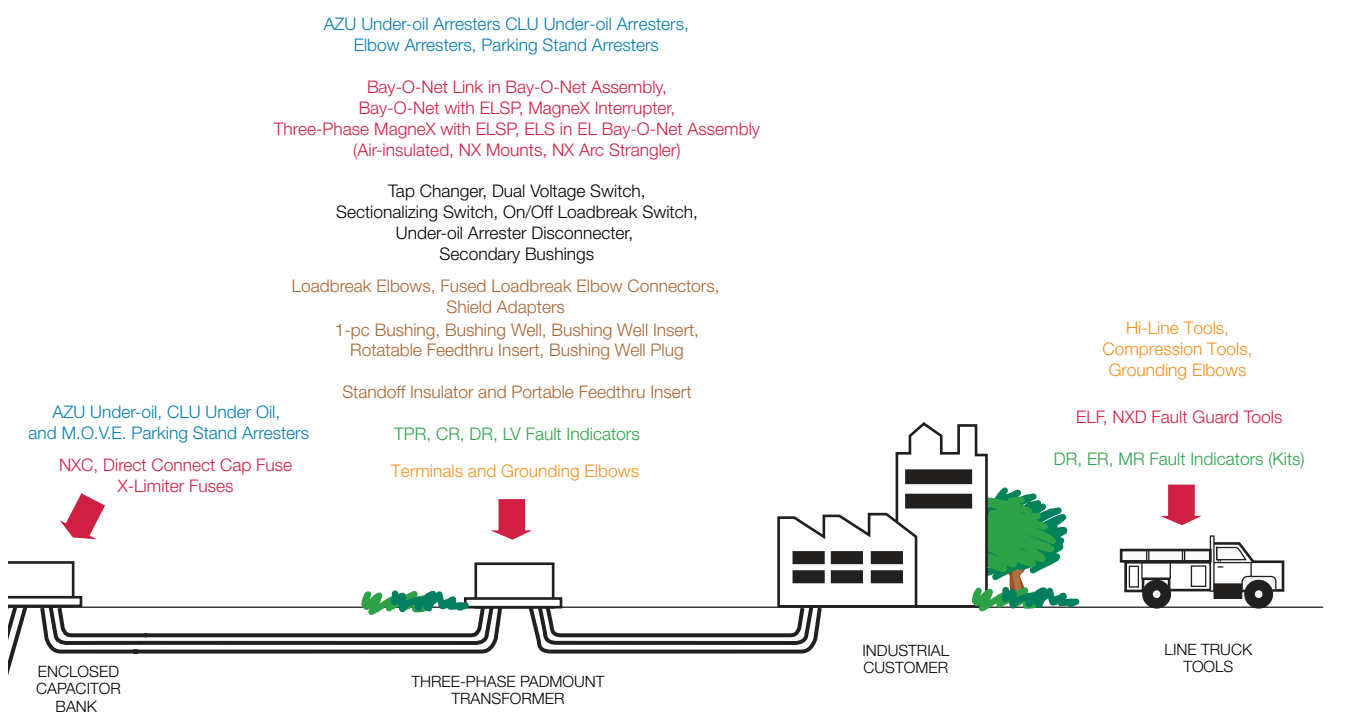 AZU Under-oil Arresters CLU Under-oil Arresters,
Elbow Arresters, Parking Stand Arresters
Bay-O-Net Link in Bay-O-Net Assembly,
Bay-O-Net with ELSP, MagneX Interrupter,
Three-Phase MagneX with ELSP, ELS in EL Bay-O-Net Assembly
(Air-insulated, NX Mounts, NX Arc Strangler)
Tap Changer, Dual Voltage Switch,
Sectionalizing Switch, On/Off Loadbreak Switch,
Under-oil Arrester Disconnecter,
Secondary Bushings
Loadbreak Elbows, Fused Loadbreak Elbow Connectors,
Shield Adapters
1-pc Bushing, Bushing Well, Bushing Well Insert,
Rotatable Feedthru Insert, Bushing Well Plug
Standoff Insulator and Portable Feedthru Insert
TPR, CR, DR, LV Fault Indicators
Terminals and Grounding Elbows
AZU Under-oil, CLU Under Oil,
and M.O.V.E. Parking Stand Arresters
NXC, Direct Connect Cap Fuse
X-Limiter Fuses
Hi-Line Tools,
Compression Tools,
Grounding Elbows
ELF, NXD Fault Guard Tools
DR, ER, MR Fault Indicators (Kits)
ENCLOSED
CAPACITOR
BANK
THREE-PHASE PADMOUNT
TRANSFORMER
INDUSTRIAL
CUSTOMER
LINE TRUCK
TOOLS